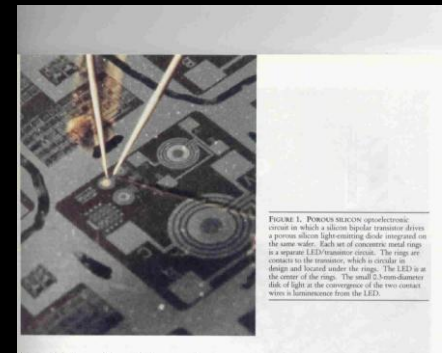 FIGURE 1. POROUS SILICON optoelectronic
circuit in which a silicon bipolar transistor drives
a porous silicon light-emitting diode integrated on
the same wafer. Each set of concentric metal rings
is a separate LED/transistor circuit. The rings are
contacts to the transistor, which is circular in
design and located under the rings. The LED is at
the center of the rings. The small 0.3-mm-diameter
disk of light at the convergence of the two contact
wires is luminescence from the LED.